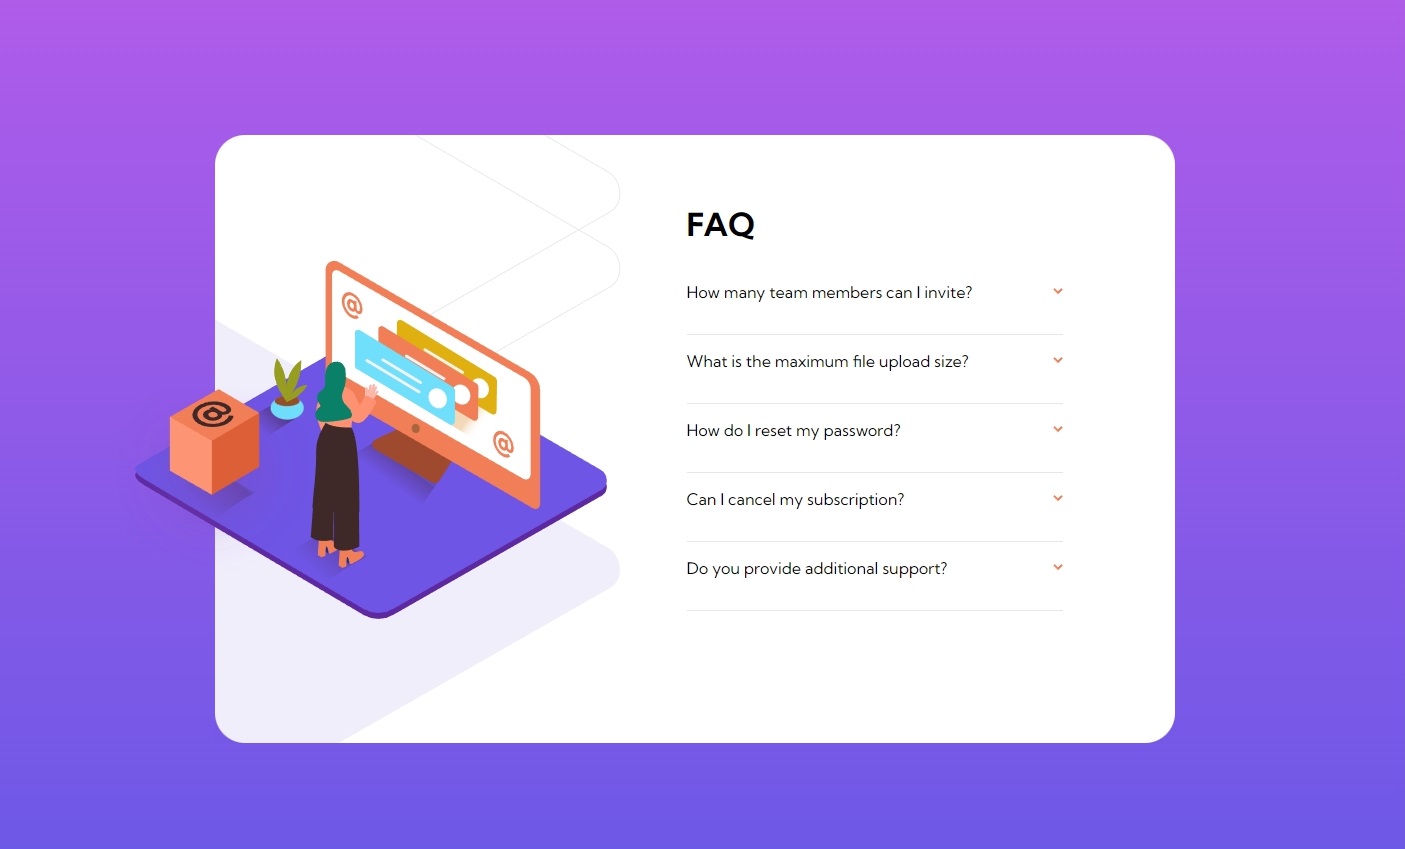 FAQ
How many team members can I invite?
What is the maximum file upload size?
How do I reset my password?
Can I cancel my subscription?
Do you provide additional support?
@
@
@